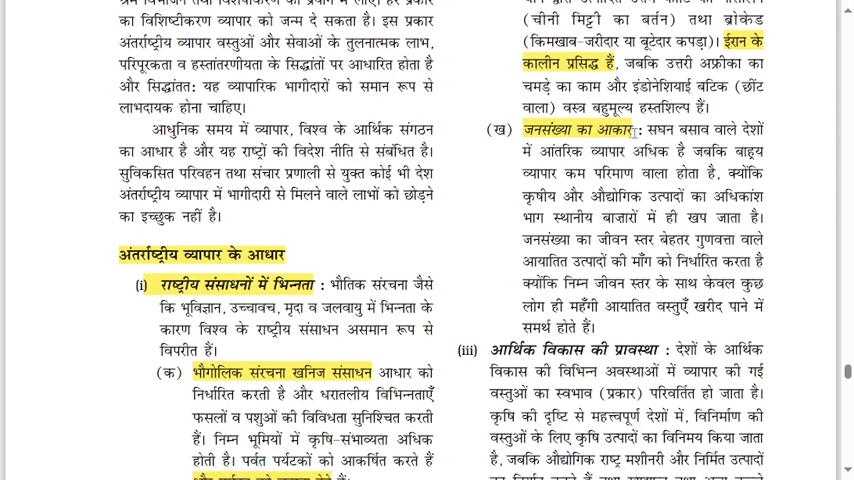 का विशिष्टीकरण व्यापार को जन्म दे सकता है। इस प्रकार
अंतर्राष्ट्रीय व्यापार वस्तुओं और सेवाओं के तुलनात्मक लाभ,
परिपूरकता व हस्तांतरणीयता के सिद्धांतों पर आधारित होता है
और सिद्धांतत: यह व्यापारिक भागीदारों को समान रूप से
लाभदायक होना चाहिए।
आधुनिक समय में व्यापार, विश्व के आर्थिक संगठन
का आधार है और यह राष्ट्रों की विदेश नीति से संबंधित है।
सुविकसित परिवहन तथा संचार प्रणाली से युक्त कोई भी देश
अंतर्राष्ट्रीय व्यापार में भागीदारी से मिलने वाले लाभों को छोड़ने
का इच्छुक नहीं है।
अंतर्राष्ट्रीय व्यापार के आधार
(i) राष्ट्रीय संसाधनों में भिन्नता : भौतिक संरचना जैसे
कि भूविज्ञान, उच्चावच, मृदा व जलवायु में भिन्नता के
कारण विश्व के राष्ट्रीय संसाधन असमान रूप से
विपरीत हैं।
(क) भौगोलिक संरचना खनिज संसाधन आधार को
निर्धारित करती है और धरातलीय विभिन्नताएँ
फसलों व पशुओं की विविधता सुनिश्चित करती
हैं। निम्न भूमियों में कृषि-संभाव्यता अधिक
होती है। पर्वत पर्यटकों को आकर्षित करते हैं
(चीनी मिट्टी का बर्तन) तथा ब्रोकेड
(किमखाब-जरीदार या बूटेदार कपड़ा)। ईरान के
कालीन प्रसिद्ध हैं, जबकि उत्तरी अफ्रीका का
चमड़े का काम और इंडोनेशियाई बटिक (छींट
वाला) वस्त्र बहुमूल्य हस्तशिल्प हैं।
(ख) जनसंख्या का आकार : सघन बसाव वाले देशों
में आंतरिक व्यापार अधिक है जबकि बाह्य
व्यापार कम परिमाण वाला होता है, क्योंकि
कृषीय और औद्योगिक उत्पादों का अधिकांश
भाग स्थानीय बाज़ारों में ही खप जाता है।
जनसंख्या का जीवन स्तर बेहतर गुणवत्ता वाले
आयातित उत्पादों की माँग को निर्धारित करता है
क्योंकि निम्न जीवन स्तर के साथ केवल कुछ
लोग ही महँगी आयातित वस्तुएँ खरीद पाने में
समर्थ होते हैं।
(iii) आर्थिक विकास की प्रावस्था : देशों के आर्थिक
विकास की विभिन्न अवस्थाओं में व्यापार की गई
वस्तुओं का स्वभाव (प्रकार) परिवर्तित हो जाता है।
कृषि की दृष्टि से महत्त्वपूर्ण देशों में, विनिर्माण की
वस्तुओं के लिए कृषि उत्पादों का विनिमय किया जाता
है, जबकि औद्योगिक राष्ट्र मशीनरी और निर्मित उत्पादों